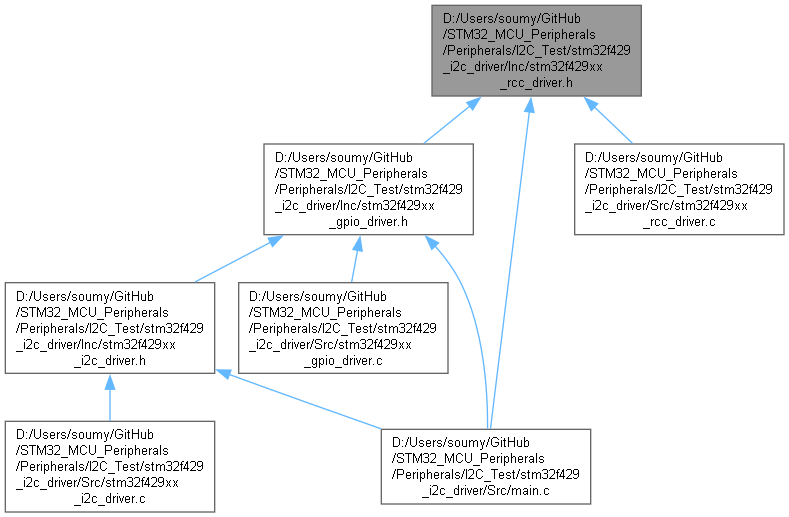 D:/Users/soumy/GitHub
/STM32_MCU_Peripherals
/Peripherals/I2C_Test/stm32f429
_i2c_driver/Inc/stm32f429xx
_rcc_driver.h
D:/Users/soumy/GitHub
/STM32_MCU_Peripherals
/Peripherals/I2C_Test/stm32f429
_i2c_driver/Inc/stm32f429xx
_gpio_driver.h
D:/Users/soumy/GitHub
/STM32_MCU_Peripherals
/Peripherals/I2C_Test/stm32f429
_i2c_driver/Src/stm32f429xx
_rcc_driver.c
D:/Users/soumy/GitHub
/STM32_MCU_Peripherals
/Peripherals/I2C_Test/stm32f429
_i2c_driver/Inc/stm32f429xx
_i2c_driver.h
D:/Users/soumy/GitHub
/STM32_MCU_Peripherals
/Peripherals/I2C_Test/stm32f429
_i2c_driver/Src/stm32f429xx
_gpio_driver.c
D:/Users/soumy/GitHub
/STM32_MCU_Peripherals
/Peripherals/I2C_Test/stm32f429
_i2c_driver/Src/stm32f429xx
_i2c_driver.c
D:/Users/soumy/GitHub
/STM32_MCU_Peripherals
/Peripherals/I2C_Test/stm32f429
_i2c_driver/Src/main.c